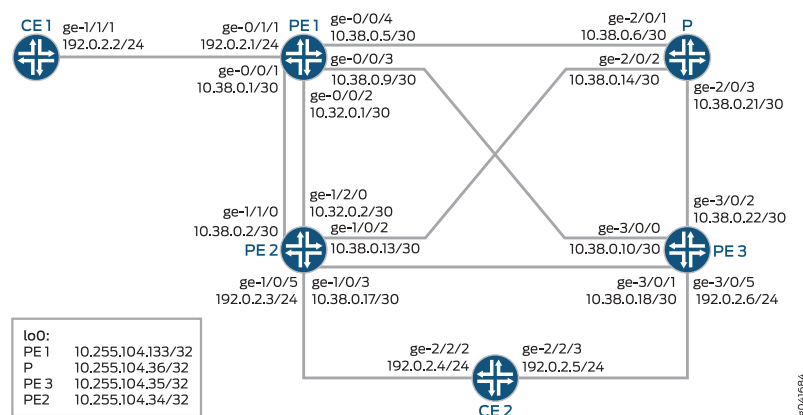 CE 1
ge-1/1/1
192.0.2.2/24
ge-0/1/1
192.0.2.1/24
PE 1
ge-0/0/4
10.38.0.5/30
ge-2/0/1
10.38.0.6/30
P
ge-0/0/1
10.38.0.1/30
ge-0/0/3
10.38.0.9/30
ge-2/0/2
10.38.0.14/30
ge-0/0/2
10.32.0.1/30
ge-2/0/3
10.38.0.21/30
ge-1/2/0
10.32.0.2/30
ge-3/0/2
10.38.0.22/30
ge-1/1/0
10.38.0.2/30
ge-1/0/2
10.38.0.13/30
ge-3/0/0
10.38.0.10/30
PE 2
PE 3
ge-1/0/5
192.0.2.3/24
ge-1/0/3
10.38.0.17/30
ge-3/0/1
10.38.0.18/30
ge-3/0/5
192.0.2.6/24
ge-2/2/2
192.0.2.4/24
ge-2/2/3
192.0.2.5/24
CE 2
lo0:
PE 1 10.255.104.133/32
P 10.255.104.36/32
PE 3 10.255.104.35/32
PE2 10.255.104.34/32
g041684